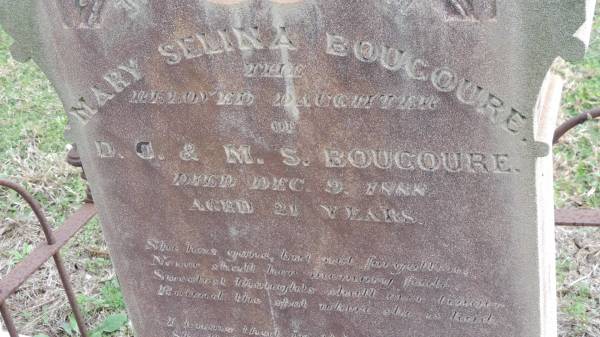 MARY SELINA BOUGOURE.
THE
BELOVED DAUGHTER
OF
D. J. & M. S. BOUGOURE.
DIED DEC. 9. 1888
AGED 21 YEARS.
She has gone, but not forgotten,
Never shall her memory fade,
Sweetest thoughts shall ever linger
Round the spot where she is laid.
I know that